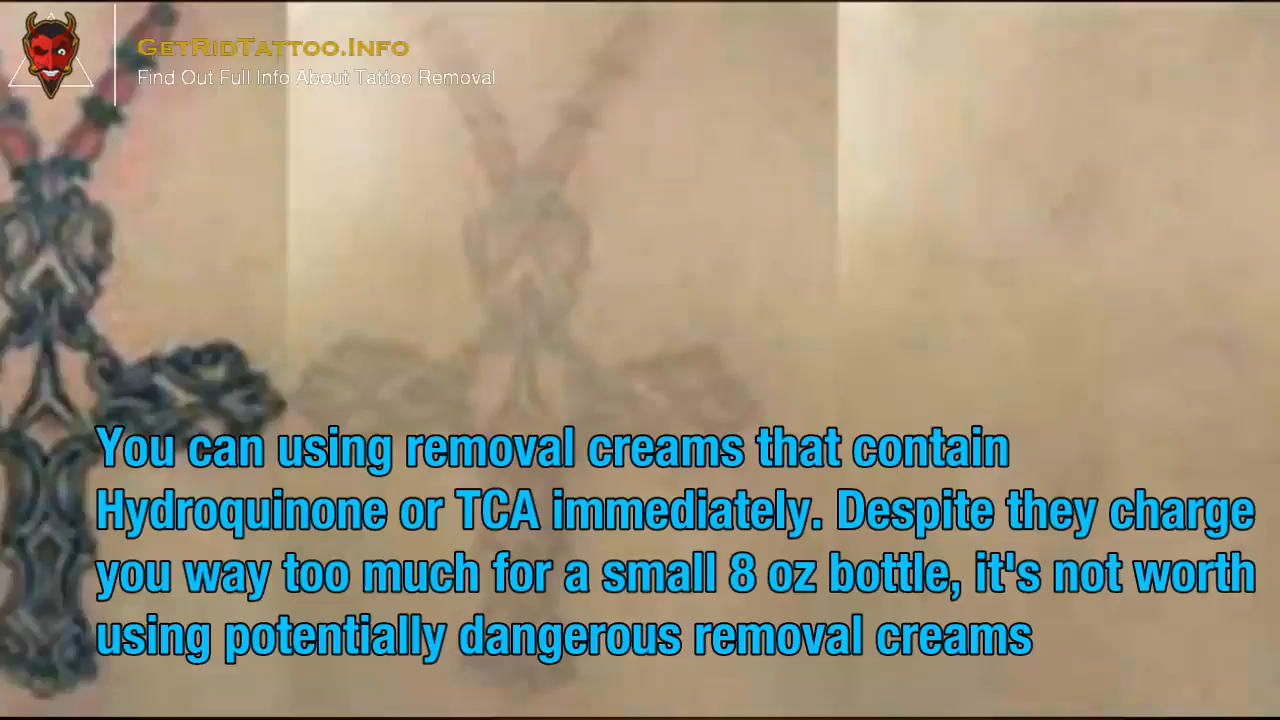 GetRidTattoo.Info
Find Out Full Info About Tattoo Removal
You can using removal creams that contain
Hydroquinone or TCA immediately. Despite they charge
you way too much for a small 8 oz bottle, it's not worth
using potentially dangerous removal creams